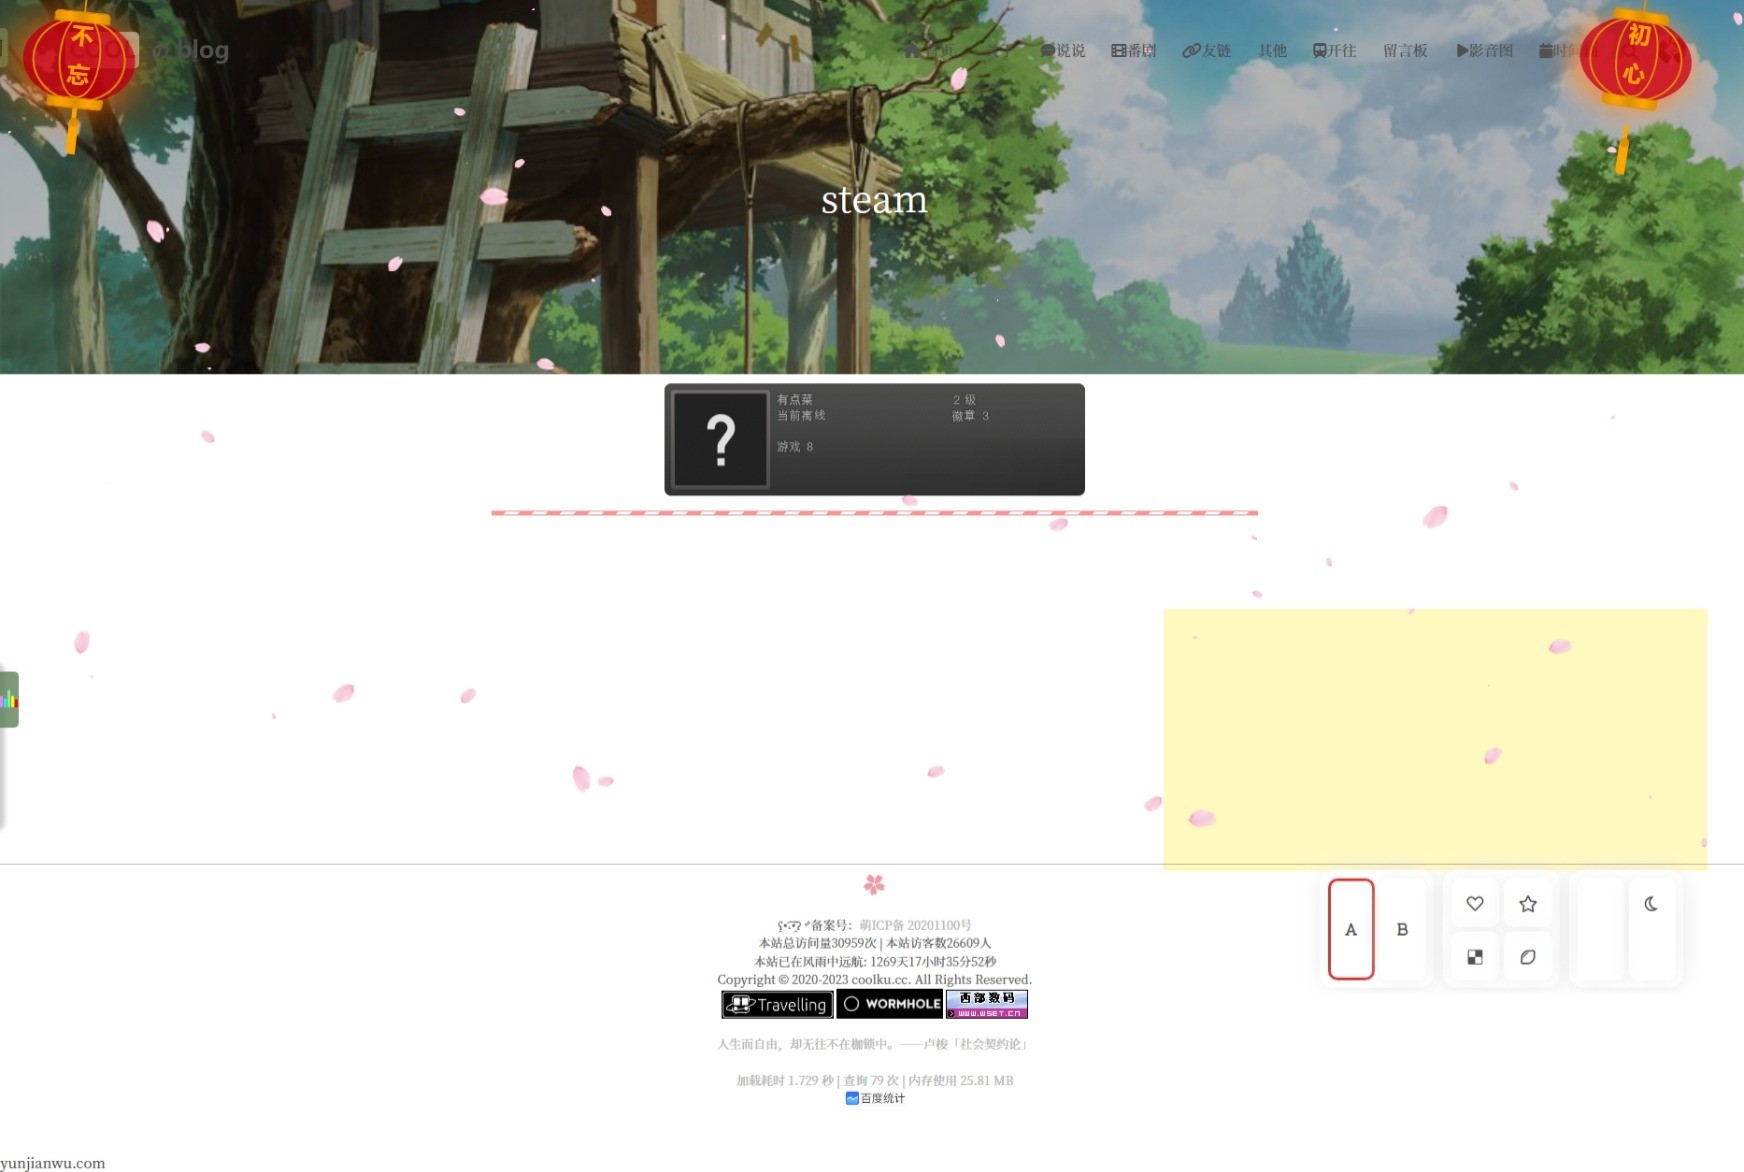 不忘
blog
说说
番剧
友链
其他
开往
留言板
影音图
时间
初心
steam
有点菜
2 级
当前离线
徽章 3
游戏 8
A
B
备案号：萌ICP备 20201100号
本站总访问量30959次 | 本站访客数26609人
本站已在风雨中远航: 1269天17小时35分52秒
Copyright © 2020-2023 coolku.cc. All Rights Reserved.
Travelling
WORMHOLE
西部数码
WWW.WSET.CN
人生而自由，却无往不在枷锁中。——卢梭「社会契约论」
加载耗时 1.729 秒 | 查询 79 次 | 内存使用 25.81 MB
百度统计
yunjianwu.com